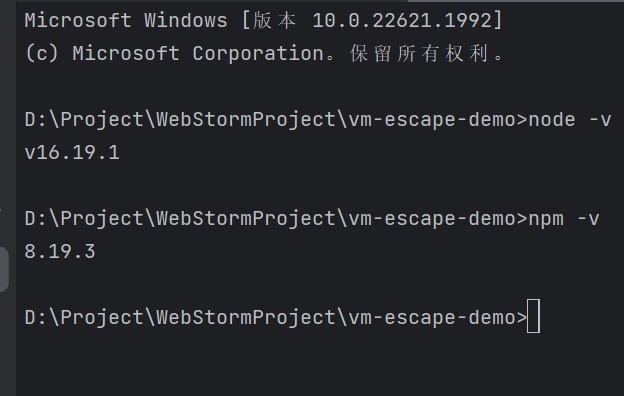 Microsoft Windows [版本 10.0.22621.1992]
(c) Microsoft Corporation。保留所有权利。
D:\Project\WebStormProject\vm-escape-demo>node -v
v16.19.1
D:\Project\WebStormProject\vm-escape-demo>npm -v
8.19.3
D:\Project\WebStormProject\vm-escape-demo>